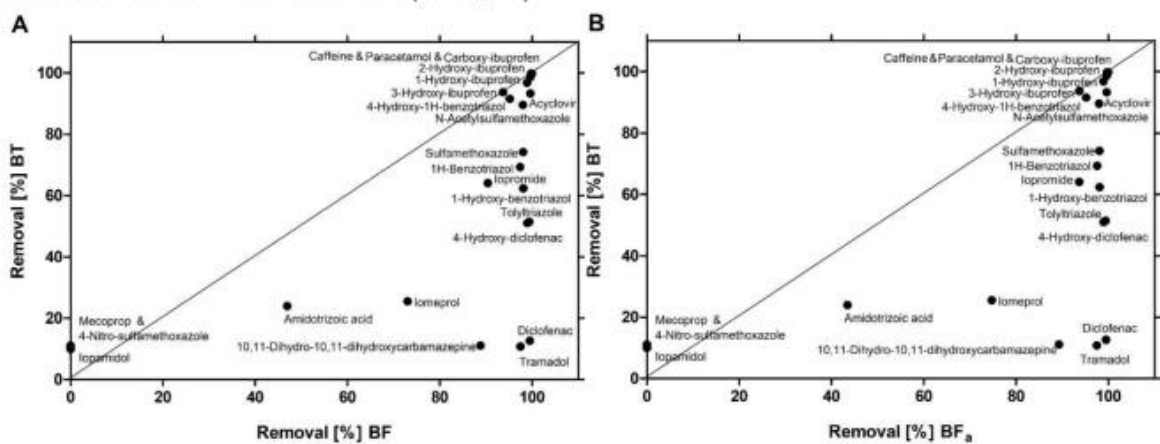 A
Removal [%] BT
100
80
60
40
20
0
Caffeine & Paracetamol & Carboxy-ibuprofen
2-Hydroxy-ibuprofen
1-Hydroxy-ibuprofen
3-Hydroxy-ibuprofen
4-Hydroxy-1H-benzotriazol
Acyclovir
N-Acetylsulfamethoxazole
Sulfamethoxazole
1H-Benzotriazol
Iopromide
1-Hydroxy-benzotriazol
Tolyltriazole
4-Hydroxy-diclofenac
Iomeprol
Amidotrizoic acid
Mecoprop &
4-Nitro-sulfamethoxazole
Iopamidol
Diclofenac
10,11-Dihydro-10,11-dihydroxycarbamazepine
Tramadol
0 20 40 60 80 100
Removal [%] BF
B
Removal [%] BT
100
80
60
40
20
0
Caffeine & Paracetamol & Carboxy-ibuprofen
2-Hydroxy-ibuprofen
1-Hydroxy-ibuprofen
3-Hydroxy-ibuprofen
4-Hydroxy-1H-benzotriazol
Acyclovir
N-Acetylsulfamethoxazole
Sulfamethoxazole
1H-Benzotriazol
Iopromide
1-Hydroxy-benzotriazol
Tolyltriazole
4-Hydroxy-diclofenac
Iomeprol
Amidotrizoic acid
Mecoprop &
4-Nitro-sulfamethoxazole
Iopamidol
Diclofenac
10,11-Dihydro-10,11-dihydroxycarbamazepine
Tramadol
0 20 40 60 80 100
Removal [%] BFa